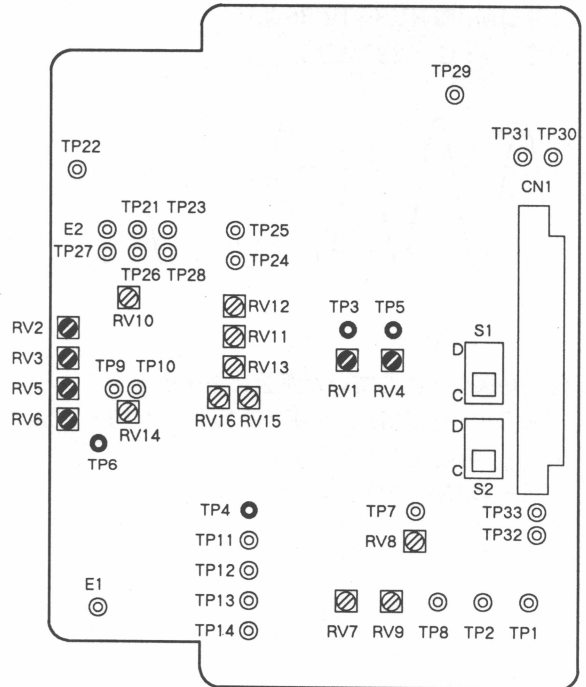 TP29
TP31 TP30
TP22
CN1
TP21 TP23
E2
TP25
TP27
TP24
TP26 TP28
RV12
TP3 TP5
RV10
S1
RV2
RV11
D
RV3
RV13
TP9 TP10
RV5
RV1 RV4
C
RV16 RV15
RV6
D
RV14
TP6
C
S2
TP4
TP7
TP33
TP11
RV8
TP32
TP12
E1
TP13
TP14
RV7 RV9 TP8 TP2 TP1